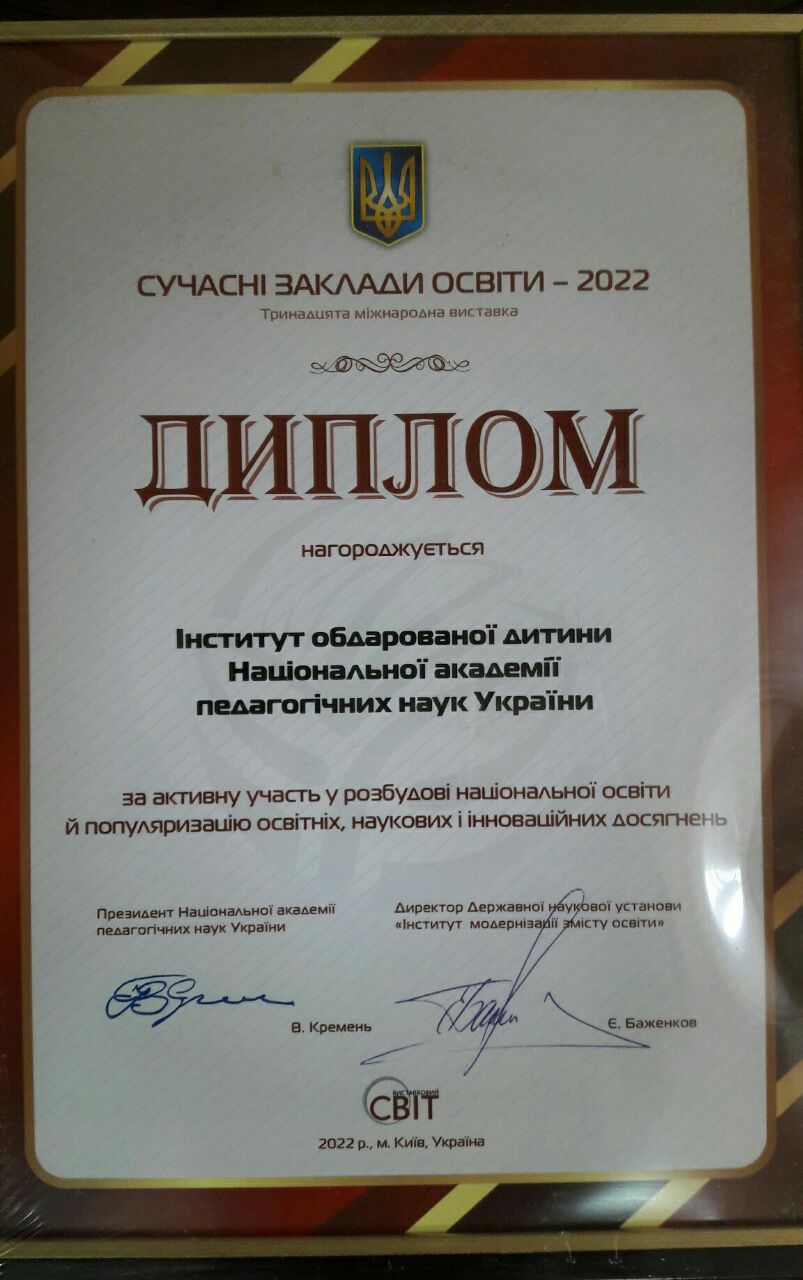 СУЧАСНІ ЗАКЛАДИ ОСВІТИ – 2022
Тринадцята міжнародна виставка
ДИПЛОМ
нагороджується
Інститут обдарованої дитини
Національної академії
педагогічних наук України
за активну участь у розбудові національної освіти
й популяризацію освітніх, наукових і інноваційних досягнень
Президент Національної академії
педагогічних наук України
Директор Державної наукової установи
«Інститут модернізації змісту освіти»
В. Кремень
Є. Баженков
ВИСТАВКОВИЙ
СВІТ
2022 р., м. Київ, Україна